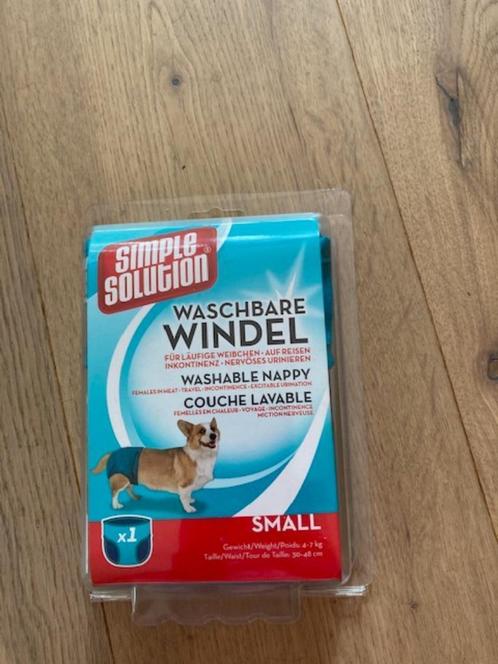 simple
solution
WASCHBARE
WINDEL
FÜR LÄUFIGE WEIBCHEN • AUF REISEN
INKONTINENZ • NERVÖSES URINIEREN
WASHABLE NAPPY
FEMALES IN HEAT • TRAVEL • INCONTINENCE • EXCITABLE URINATION
COUCHE LAVABLE
FEMELLES EN CHALEUR • VOYAGE • INCONTINENCE
MICTION NERVEUSE
x1
SMALL
Gewicht/Weight/Poids: 4-7 kg
Taille/Waist/Tour de Taille: 30-48 cm